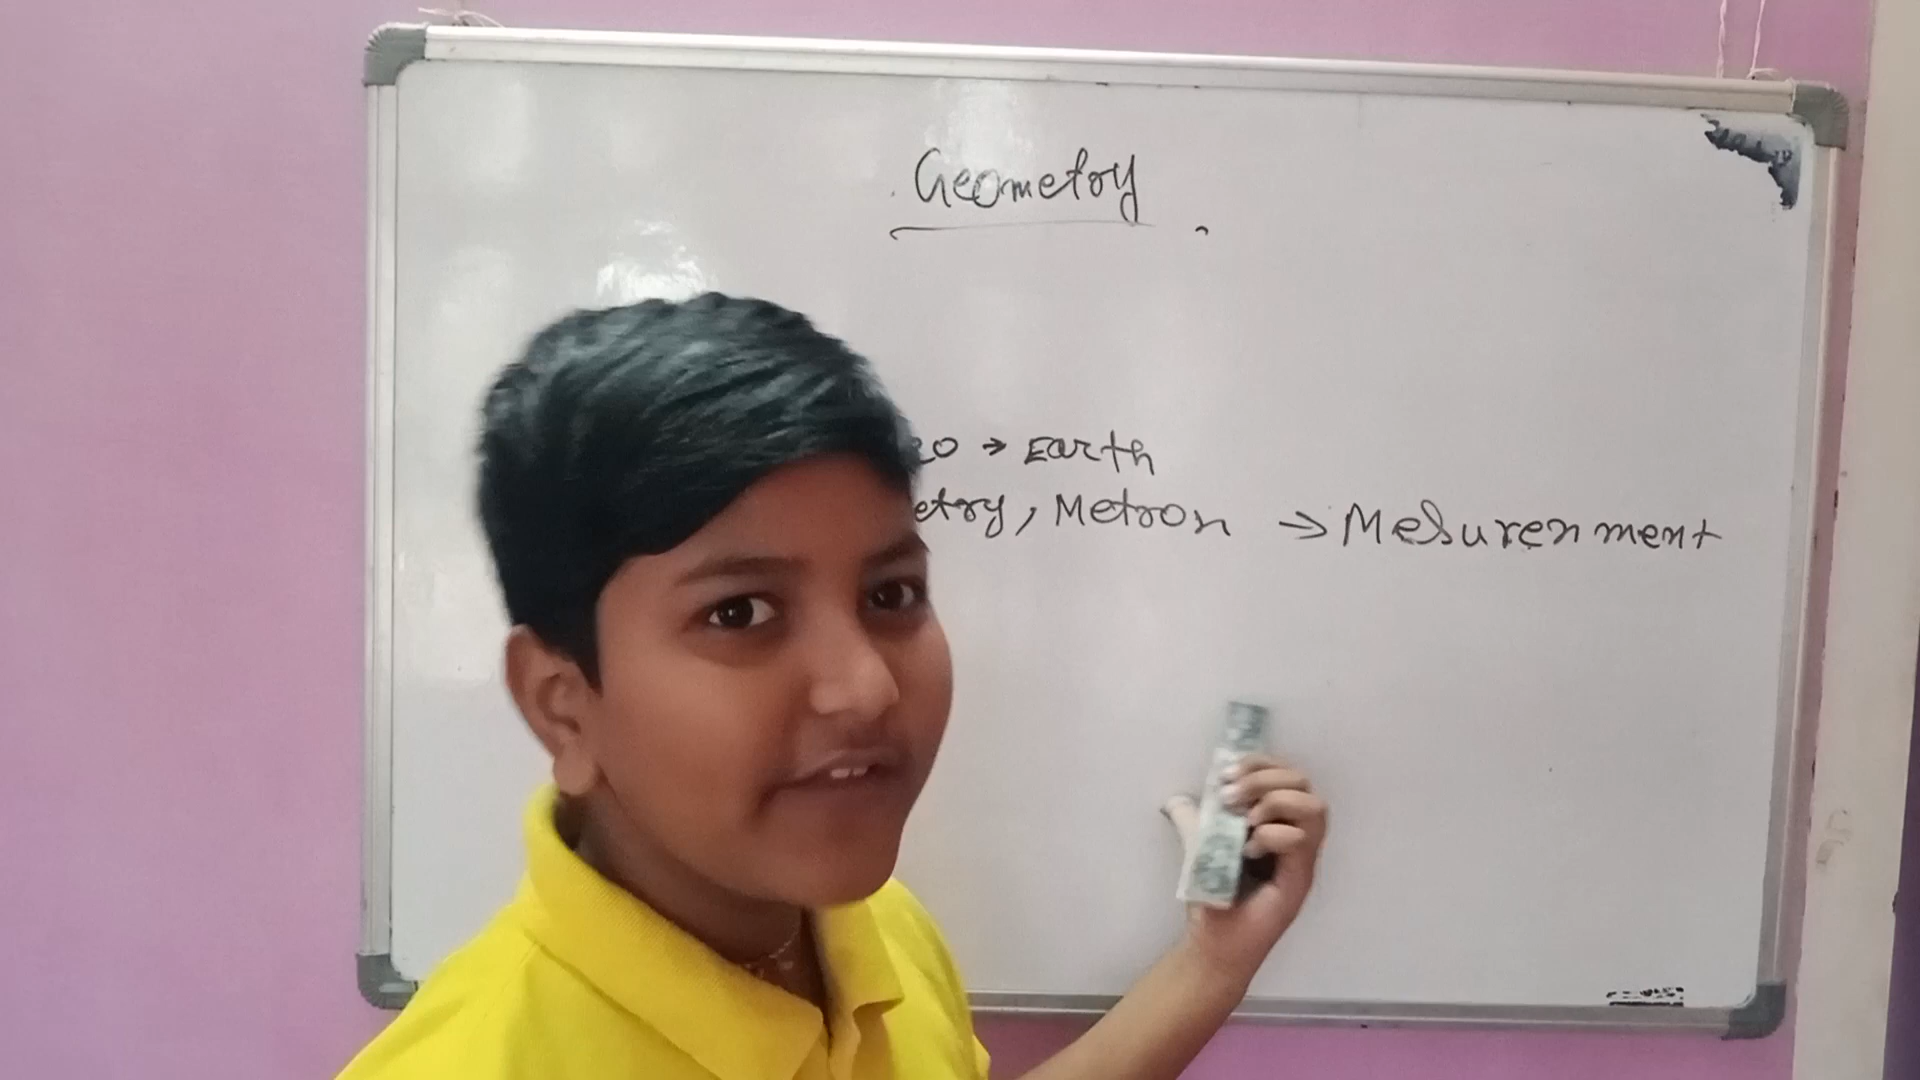 Geometry
eo → Earth
etry, Metron → Mesurenment